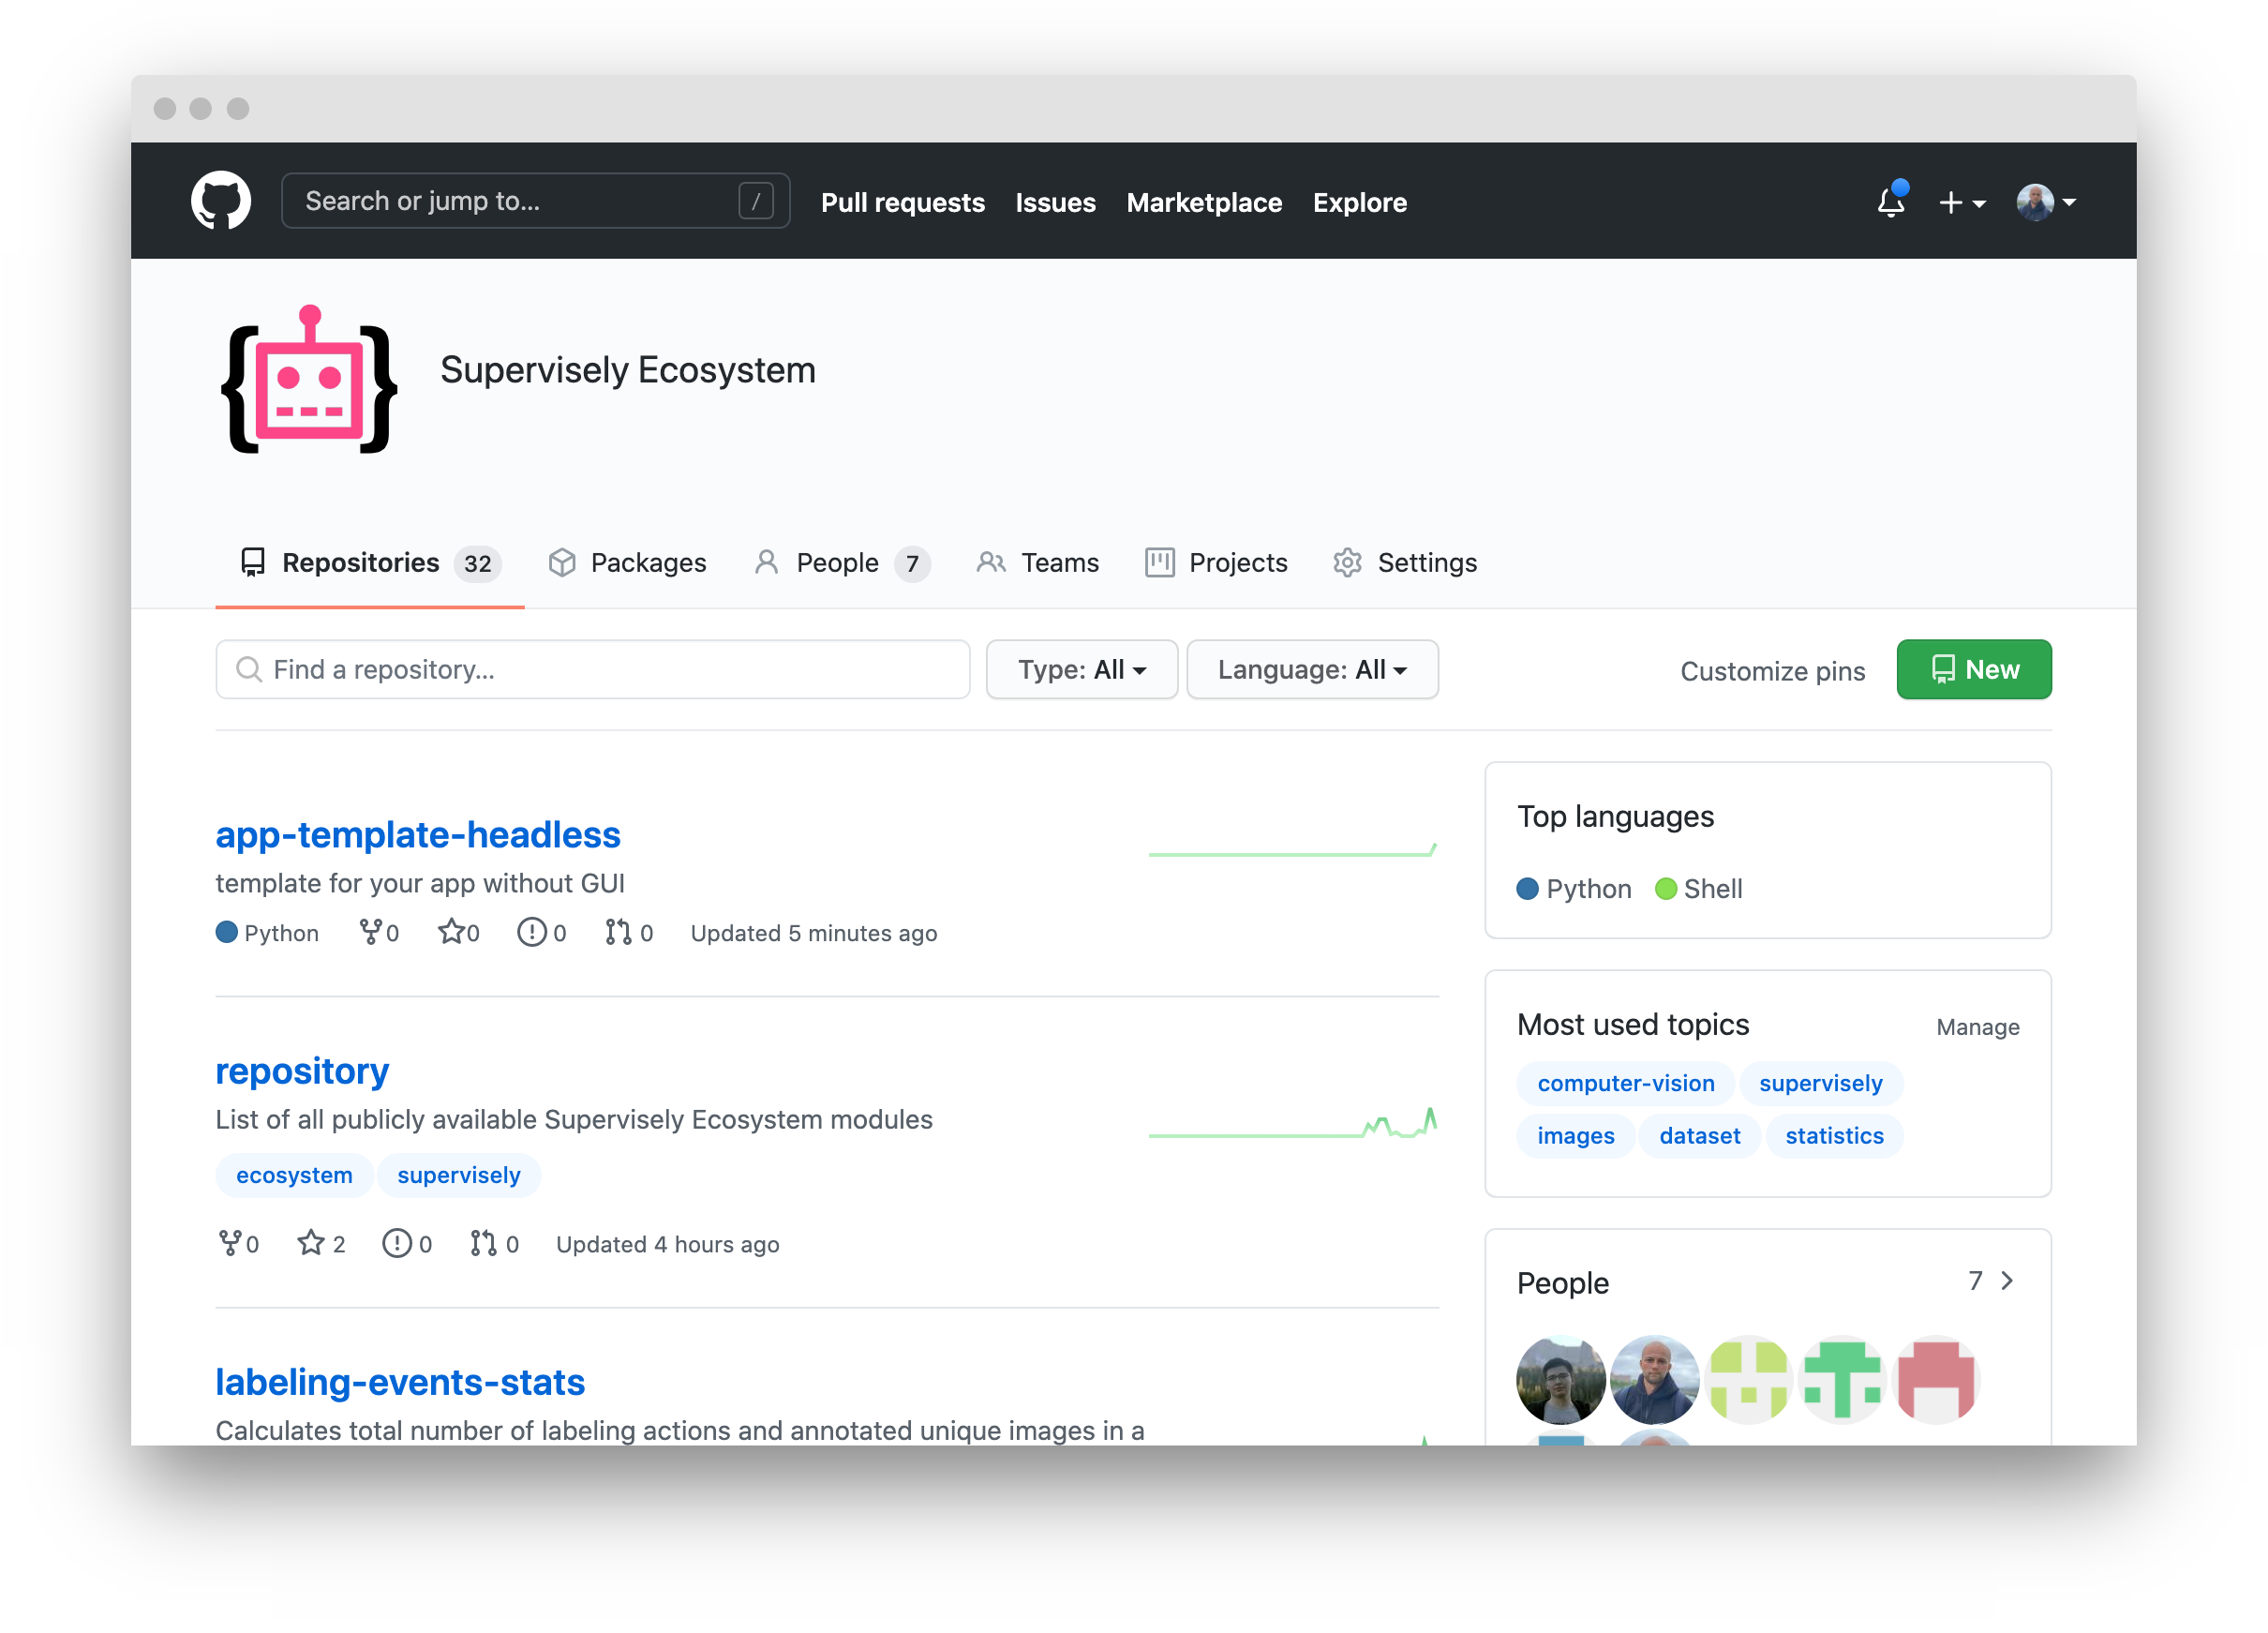 Search or jump to... / Pull requests Issues Marketplace Explore
Supervisely Ecosystem
Repositories 32 Packages People 7 Teams Projects Settings
Find a repository... Type: All Language: All Customize pins New
app-template-headless
template for your app without GUI
Python 0 0 0 0 Updated 5 minutes ago
repository
List of all publicly available Supervisely Ecosystem modules
ecosystem supervisely
0 2 0 0 Updated 4 hours ago
labeling-events-stats
Calculates total number of labeling actions and annotated unique images in a
Top languages
Python Shell
Most used topics Manage
computer-vision supervisely
images dataset statistics
People 7